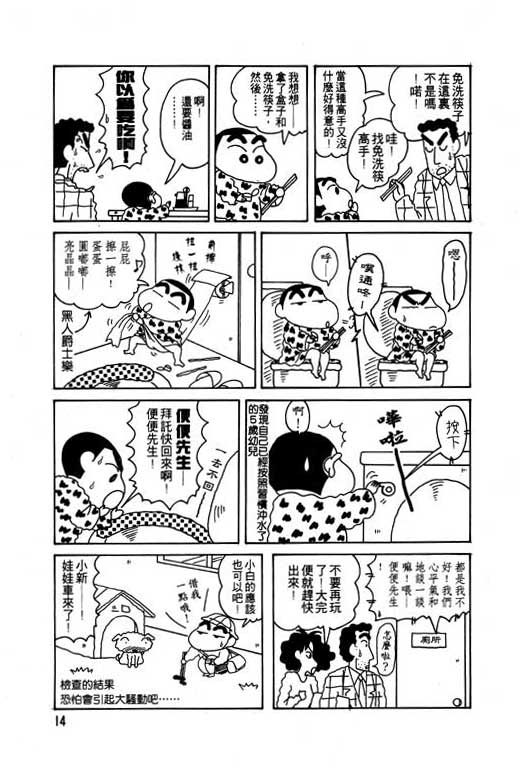 免洗筷子
在這裏
不是嗎
！喏！
哇！
找免洗筷
高手！
當這種高手又沒
什麼好得意的！
我想想——
拿了盒子和
免洗筷子，
然後……
啊！
還要醬油
……！
你以為要吃喲！
嗯——！
噗通咚！
呼——
擦一擦
屁屁
擦一擦！
蛋蛋
圓嘟嘟——
亮晶晶——
黑人爵士樂
按下
嘩啦——
啊！
發現自己已經按照習慣沖水了
的5歲幼兒
一去不回
便便先生——
拜託快回來啊！
便便先生！
都是我不
好！我們
心平氣和
地談一談
嘛！喂——
便便先生
！
廁所
怎麼啦？
不要再玩
了！大完
便就趕快
出來！
小白的應該
也可以吧！
借我
一點哦！
小新——！
娃娃車來了！
檢查的結果
恐怕會引起大騷動吧……
14